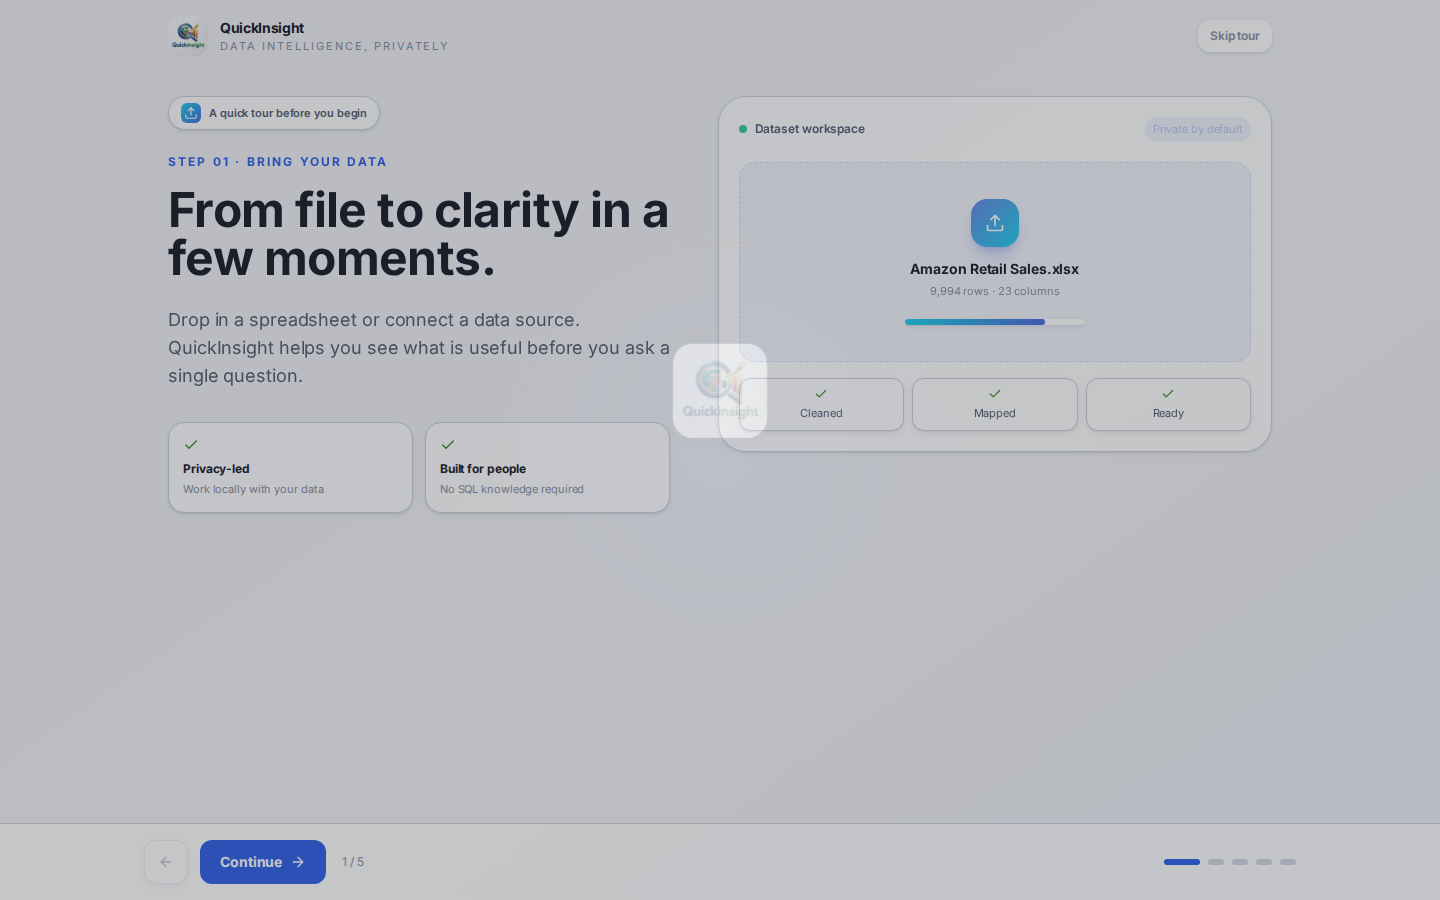 QuickInsight
DATA INTELLIGENCE, PRIVATELY
Skip tour
QuickInsight
A quick tour before you begin
STEP 01 · BRING YOUR DATA
From file to clarity in a
few moments.
Drop in a spreadsheet or connect a data source.
QuickInsight helps you see what is useful before you ask a
single question.
Privacy-led
Work locally with your data
Built for people
No SQL knowledge required
Dataset workspace
Private by default
Amazon Retail Sales.xlsx
9,994 rows · 23 columns
QuickInsight
Cleaned
Mapped
Ready
Continue
1 / 5